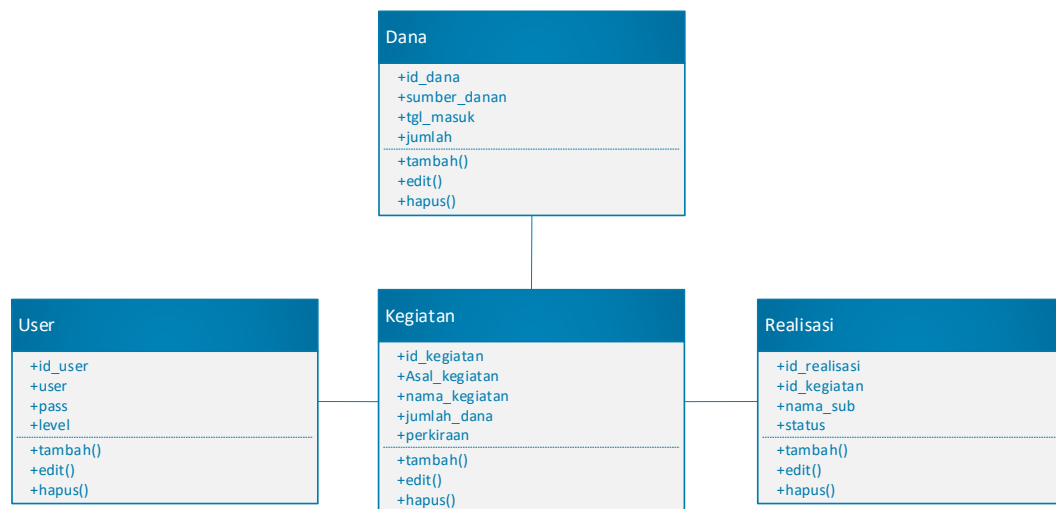 Dana
+id_dana
+sumber_danan
+tgl_masuk
+jumlah
+tambah()
+edit()
+hapus()
User
+id_user
+user
+pass
+level
+tambah()
+edit()
+hapus()
Kegiatan
+id_kegiatan
+Asal_kegiatan
+nama_kegiatan
+jumlah_dana
+perkiraan
+tambah()
+edit()
+hapus()
Realisasi
+id_realisasi
+id_kegiatan
+nama_sub
+status
+tambah()
+edit()
+hapus()